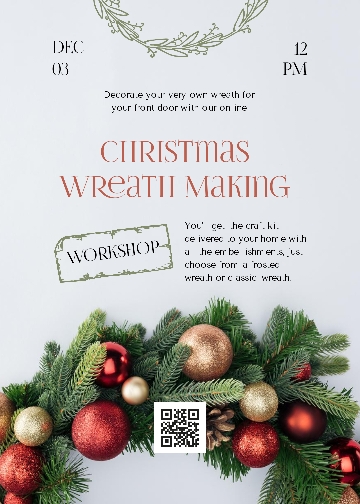 DEC
03
12
PM
Decorate your very own wreath for
your front door with our online
CHRISTMAS
WREATH MAKING
WORKSHOP
You'll get the craft kit
delivered to your home with
all the embellishments, just
choose from a frosted
wreath or classic wreath.